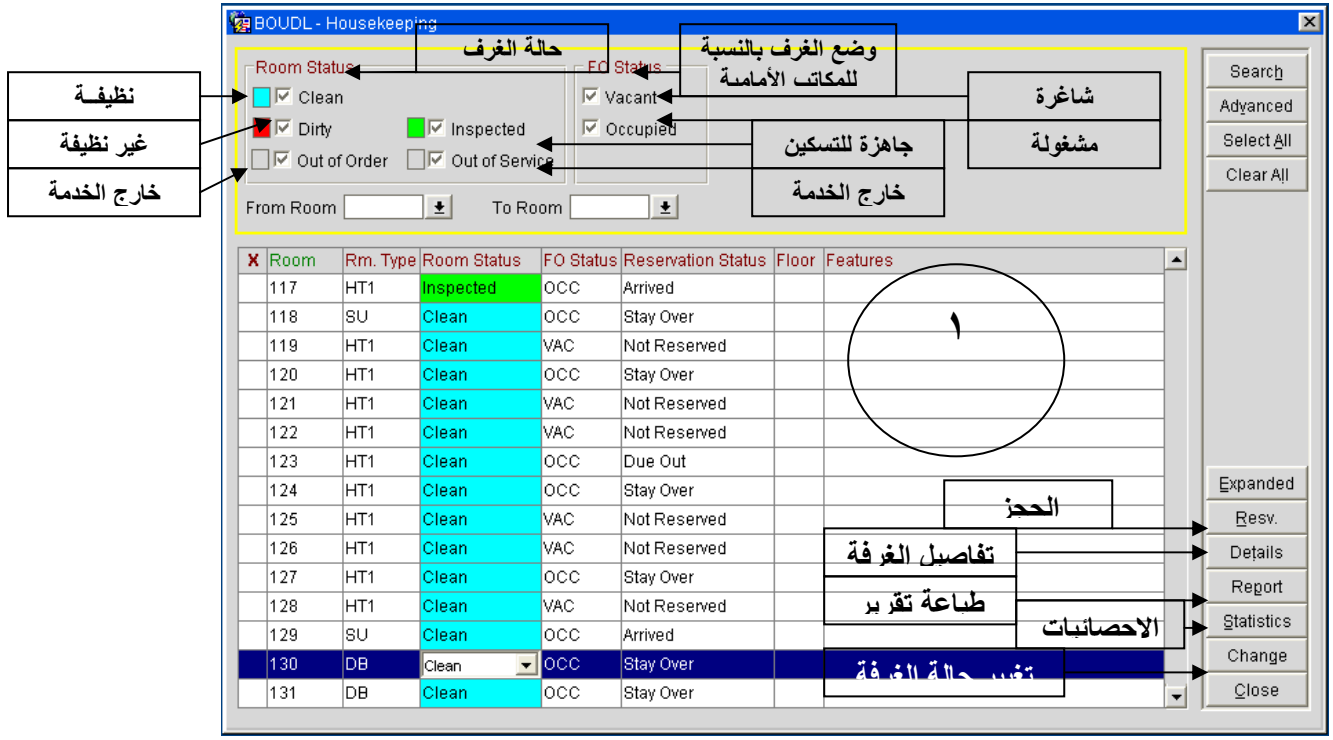 BOUDL - Housekeeping
حالة الغرف
وضع الغرف بالنسبة
للمكاتب الأمامية
Room Status
FO Status
Search
نظيفــة
Clean
Vacant
شاغرة
Advanced
غير نظيفة
Dirty
Inspected
Occupied
جاهزة للتسكين
مشغولة
Select All
خارج الخدمة
Out of Order
Out of Service
خارج الخدمة
Clear All
From Room
To Room
X Room Rm. Type Room Status FO Status Reservation Status Floor Features
117 HT1 Inspected OCC Arrived
118 SU Clean OCC Stay Over
١
119 HT1 Clean VAC Not Reserved
120 HT1 Clean OCC Stay Over
121 HT1 Clean VAC Not Reserved
122 HT1 Clean VAC Not Reserved
123 HT1 Clean OCC Due Out
124 HT1 Clean OCC Stay Over
Expanded
125 HT1 Clean VAC Not Reserved
الحجز
Resv.
126 HT1 Clean VAC Not Reserved
تفاصيل الغرفة
Details
127 HT1 Clean OCC Stay Over
Report
128 HT1 Clean VAC Not Reserved
طباعة تقرير
129 SU Clean OCC Arrived
الاحصائيات
Statistics
130 DB Clean OCC Stay Over
تغيير حالة الغرفة
Change
131 DB Clean OCC Stay Over
Close